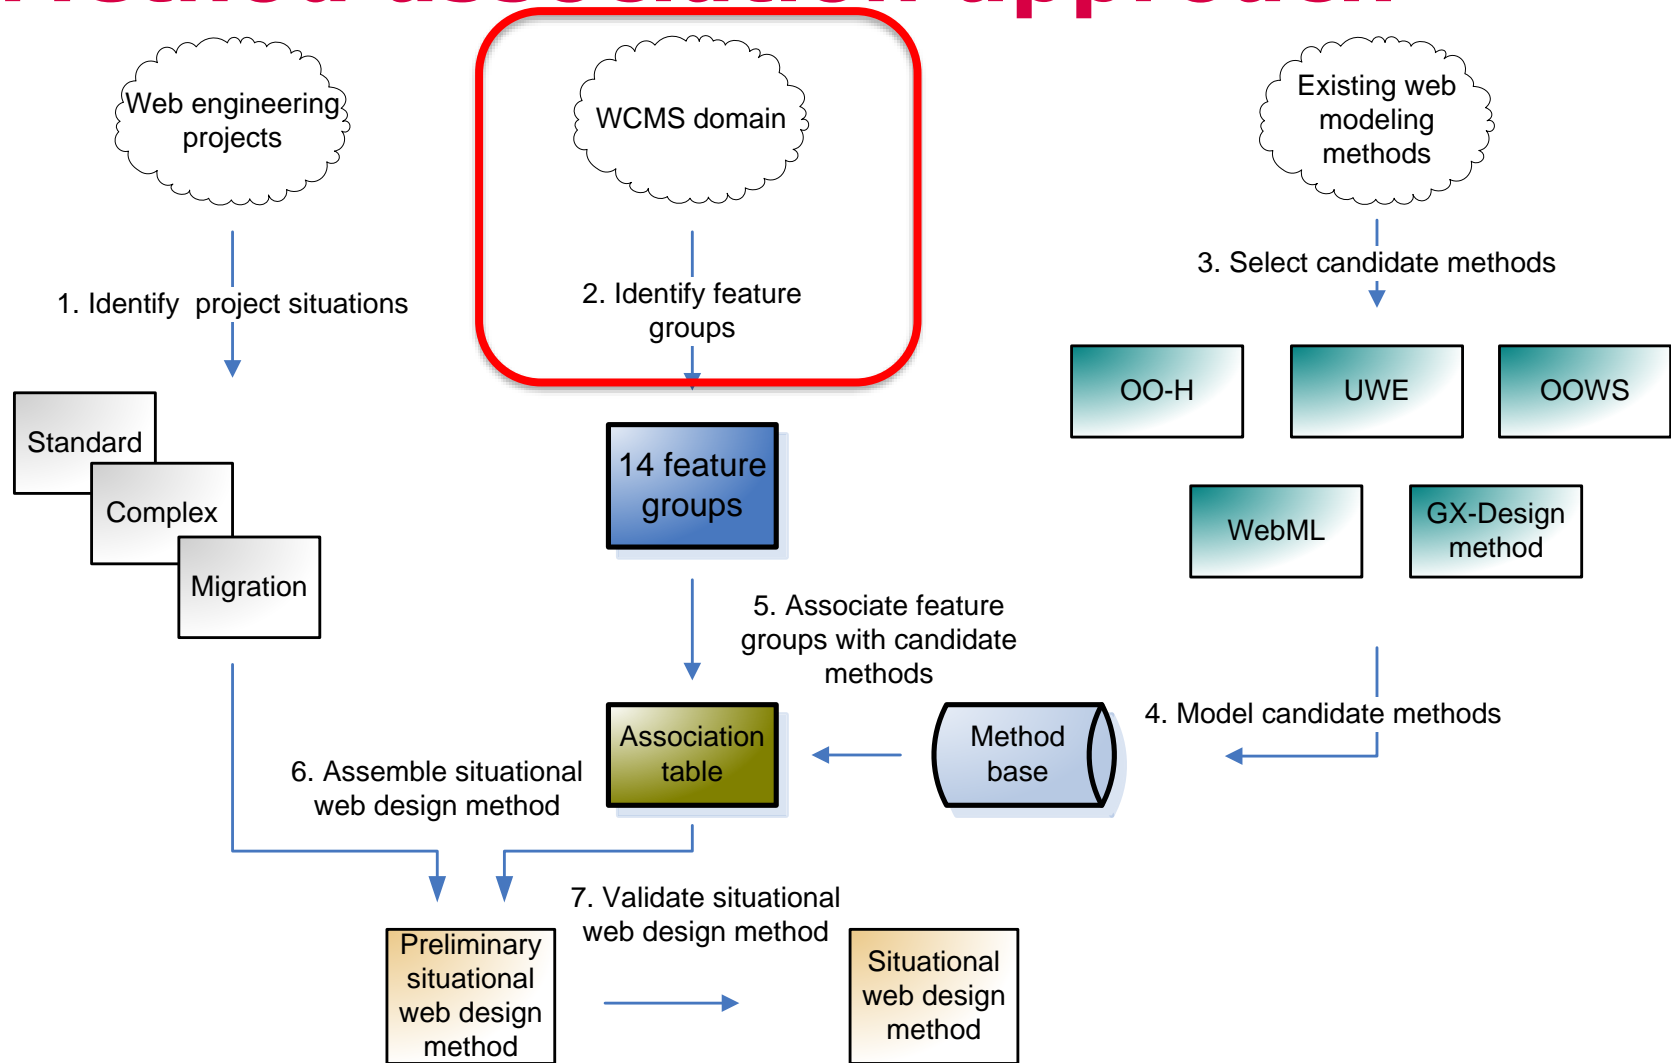 Method association approach
Web engineering
projects
WCMS domain
Existing web
modeling
methods
1. Identify project situations
2. Identify feature
groups
3. Select candidate methods
Standard
Complex
Migration
14 feature
groups
OO-H
UWE
OOWS
WebML
GX-Design
method
5. Associate feature
groups with candidate
methods
4. Model candidate methods
Association
table
Method
base
6. Assemble situational
web design method
7. Validate situational
web design method
Preliminary
situational
web design
method
Situational
web design
method